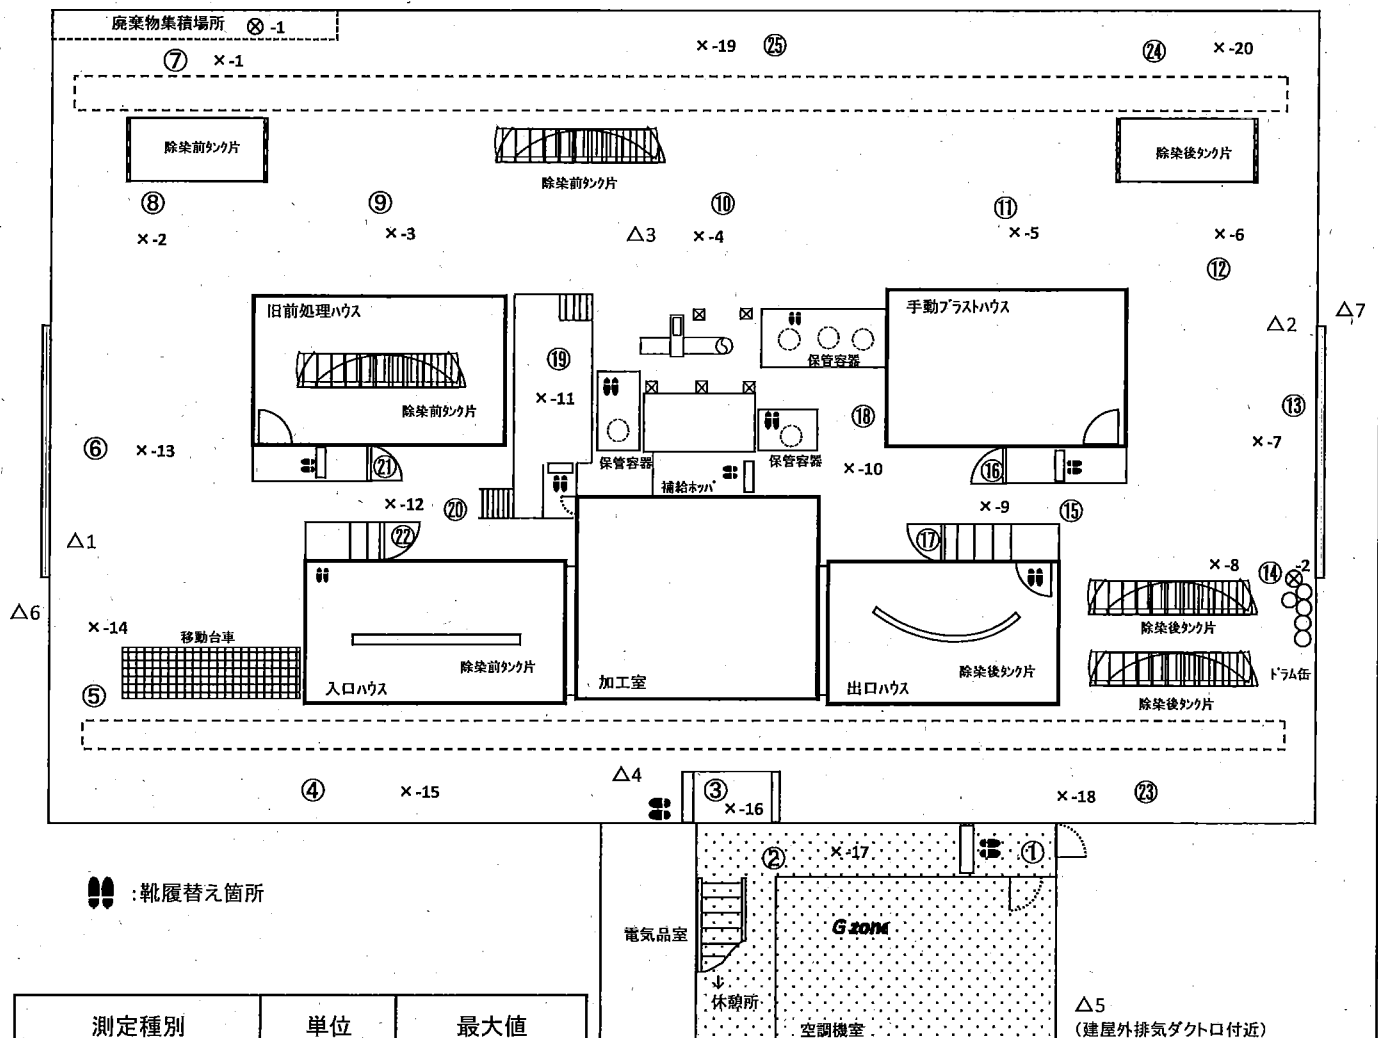 廃棄物集積場所 ⊗ -1
⑦ ×-1
×-19 ㉕
㉔ ×-20
除染前タンク片
除染前タンク片
除染後タンク片
⑧
⑨
⑩
⑪
×-2
×-3
△3 ×-4
×-5
×-6
⑫
旧前処理ハウス
除染前タンク片
⑲
×-11
手動ブラストハウス
保管容器
△2
△7
⑬
×-7
⑱
⑥ ×-13
保管容器
保管容器
×-10
㉑
⑯
補給ホッパ
×-12 ⑳
×-9 ⑮
㉒
⑰
△1
×-8 ⑭ ⊗ -2
△6
×-14
移動台車
除染前タンク片
入口ハウス
加工室
除染後タンク片
出口ハウス
除染後タンク片
除染後タンク片
ドラム缶
⑤
④ ×-15
△4
③
×-16
×-18 ㉓
② ×-17
①
:靴履替え箇所
電気品室
G zone
↓
休憩所
空調機室
△5
(建屋外排気ダクト口付近)
測定種別 単位 最大値